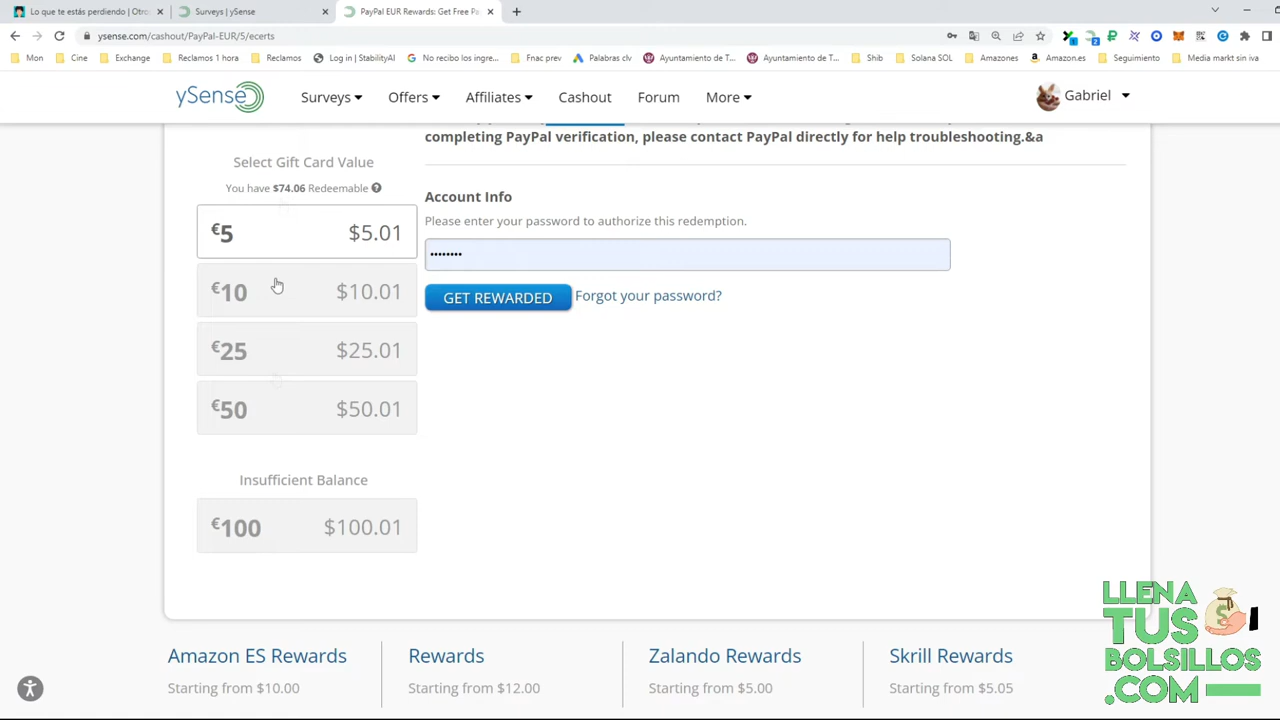 Lo que te estás perdiendo | Otro
Surveys | ySense
PayPal EUR Rewards: Get Free Pa
ysense.com/cashout/PayPal-EUR/5/ecerts
Mon
Cine
Exchange
Reclamos 1 hora
Reclamos
Log in | StabilityAI
No recibo los ingre...
Fnac prev
Palabras clv
Ayuntamiento de T...
Ayuntamiento de T...
Shib
Solana SOL
Amazones
Amazon.es
Seguimiento
Media markt sin iva
ySense
Surveys
Offers
Affiliates
Cashout
Forum
More
Gabriel
completing PayPal verification, please contact PayPal directly for help troubleshooting.&a
Select Gift Card Value
You have $74.06 Redeemable ?
€5 $5.01
€10 $10.01
€25 $25.01
€50 $50.01
Insufficient Balance
€100 $100.01
Account Info
Please enter your password to authorize this redemption.
••••••••
GET REWARDED Forgot your password?
Amazon ES Rewards
Starting from $10.00
Rewards
Starting from $12.00
Zalando Rewards
Starting from $5.00
Skrill Rewards
Starting from $5.05
LLENA
TUS
BOLSILLOS
.COM